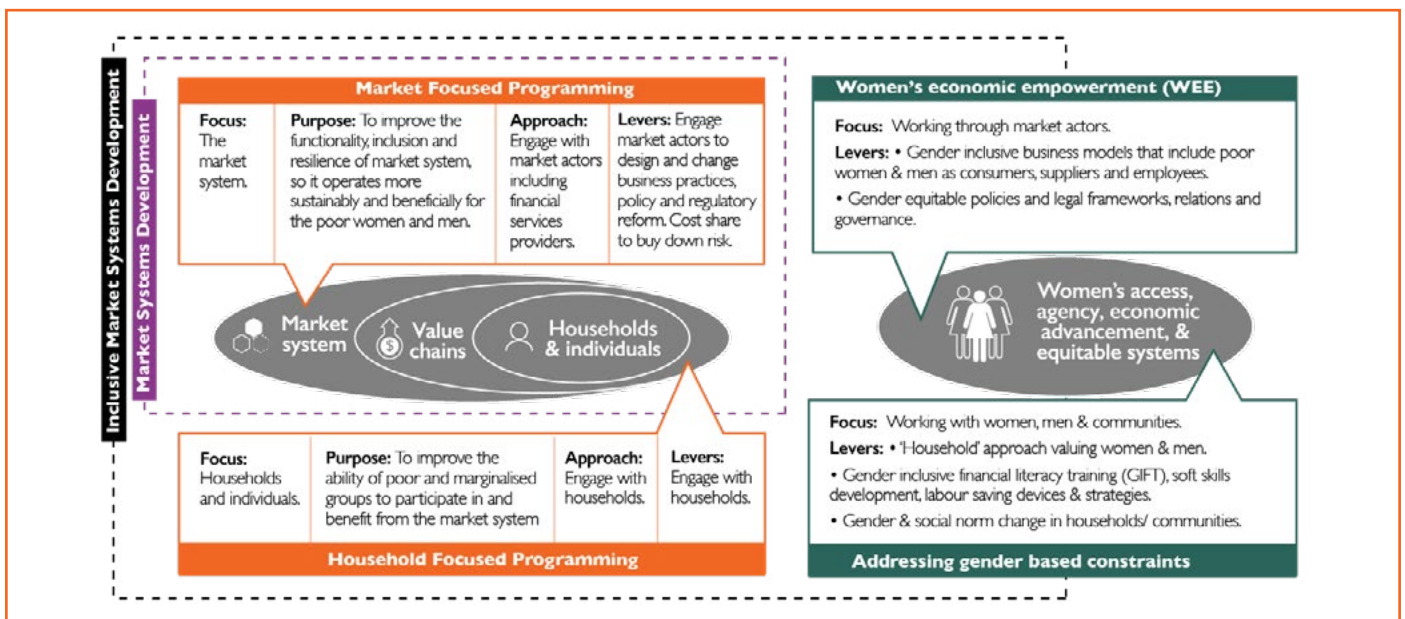 Inclusive Market Systems Development
Market Systems Development
Market Focused Programming
Focus:
The
market
system.
Purpose: To improve the
functionality, inclusion and
resilience of market system,
so it operates more
sustainably and beneficially for
the poor women and men.
Approach:
Engage with
market actors
including
financial
services
providers.
Levers: Engage
market actors to
design and change
business practices,
policy and regulatory
reform. Cost share
to buy down risk.
Market
system
Value
chains
Households
& individuals
Focus:
Households
and individuals.
Purpose: To improve the
ability of poor and marginalised
groups to participate in and
benefit from the market system
Approach:
Engage with
households.
Levers:
Engage with
households.
Household Focused Programming
Women's economic empowerment (WEE)
Focus: Working through market actors.
Levers: • Gender inclusive business models that include poor
women & men as consumers, suppliers and employees.
• Gender equitable policies and legal frameworks, relations and
governance.
Women's access,
agency, economic
advancement, &
equitable systems
Focus: Working with women, men & communities.
Levers: • 'Household' approach valuing women & men.
• Gender inclusive financial literacy training (GIFT), soft skills
development, labour saving devices & strategies.
• Gender & social norm change in households/ communities.
Addressing gender based constraints